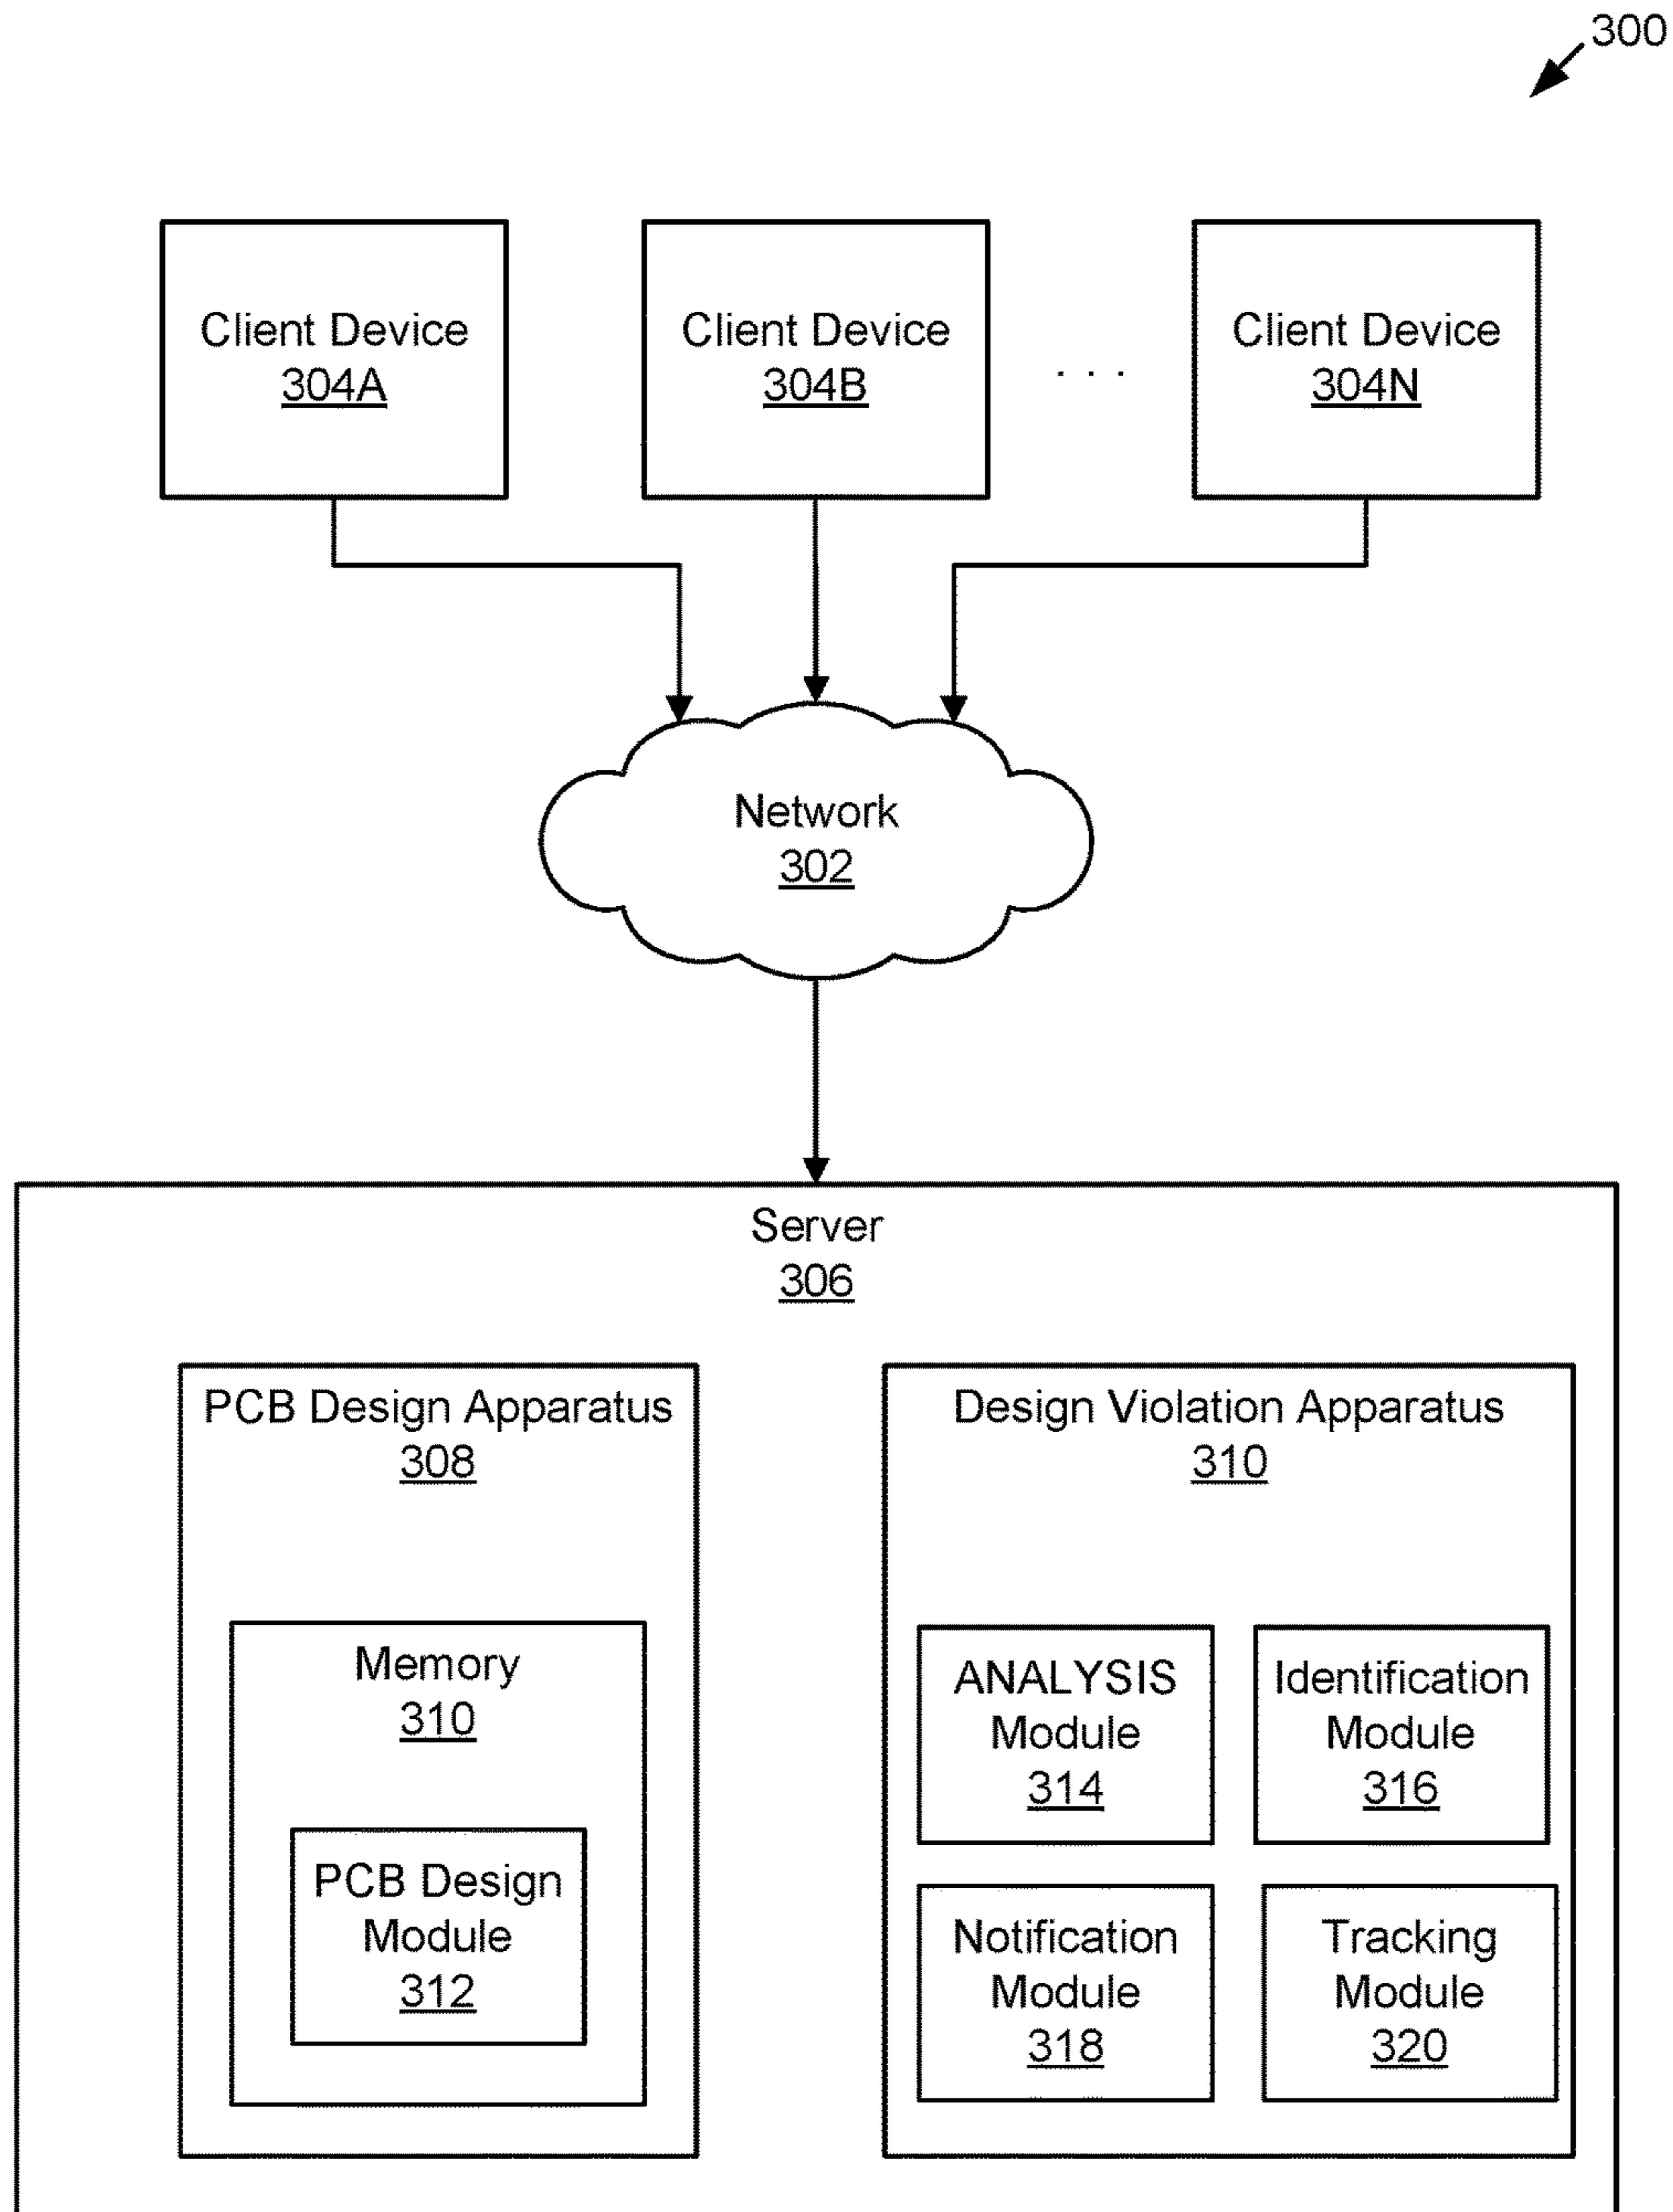 300
Client Device
304A
Client Device
304B
. . .
Client Device
304N
Network
302
Server
306
PCB Design Apparatus
308
Memory
310
PCB Design
Module
312
Design Violation Apparatus
310
ANALYSIS
Module
314
Identification
Module
316
Notification
Module
318
Tracking
Module
320